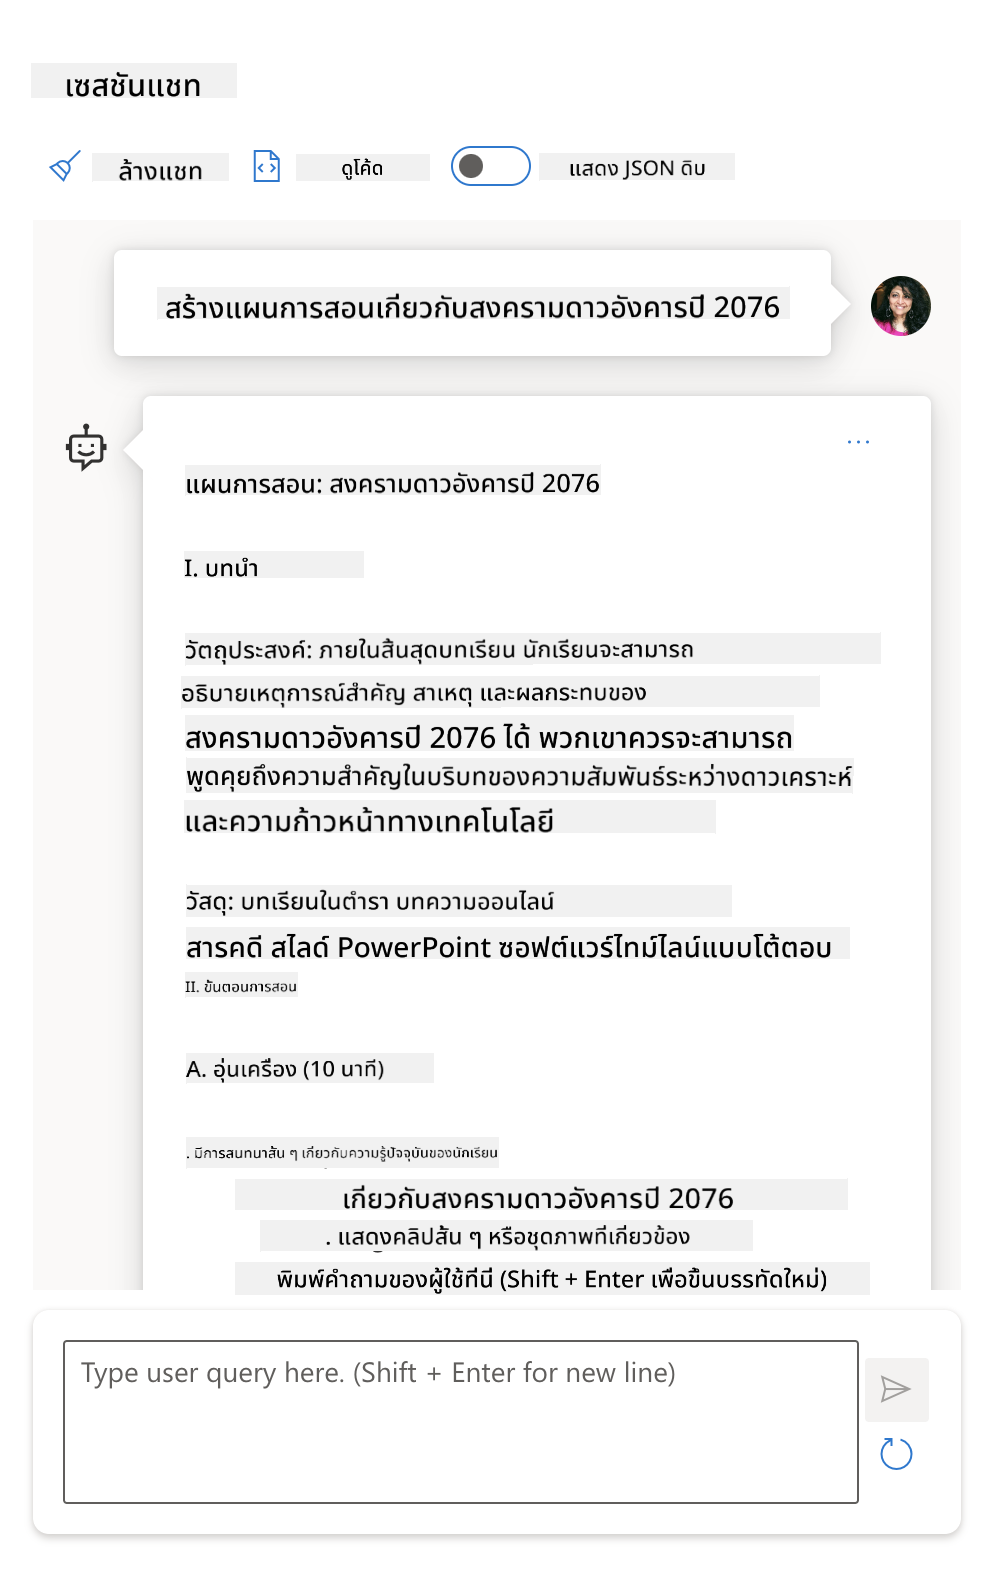 เซสชันแชท
ล้างแชท
ดูโค้ด
แสดง JSON ดิบ
สร้างแผนการสอนเกี่ยวกับสงครามดาวอังคารปี 2076
แผนการสอน: สงครามดาวอังคารปี 2076
I. บทนำ
วัตถุประสงค์: ภายในสิ้นสุดบทเรียน นักเรียนจะสามารถ
อธิบายเหตุการณ์สำคัญ สาเหตุ และผลกระทบของ
สงครามดาวอังคารปี 2076 ได้ พวกเขาควรจะสามารถ
พูดคุยถึงความสำคัญในบริบทของความสัมพันธ์ระหว่างดาวเคราะห์
และความก้าวหน้าทางเทคโนโลยี
วัสดุ: บทเรียนในตำรา บทความออนไลน์
สารคดี สไลด์ PowerPoint ซอฟต์แวร์ไทม์ไลน์แบบโต้ตอบ
II. ขั้นตอนการสอน
A. อุ่นเครื่อง (10 นาที)
. มีการสนทนาสั้น ๆ เกี่ยวกับความรู้ปัจจุบันของนักเรียน
เกี่ยวกับสงครามดาวอังคารปี 2076
. แสดงคลิปสั้น ๆ หรือชุดภาพที่เกี่ยวข้อง
พิมพ์คำถามของผู้ใช้ที่นี่ (Shift + Enter เพื่อขึ้นบรรทัดใหม่)
Type user query here. (Shift + Enter for new line)